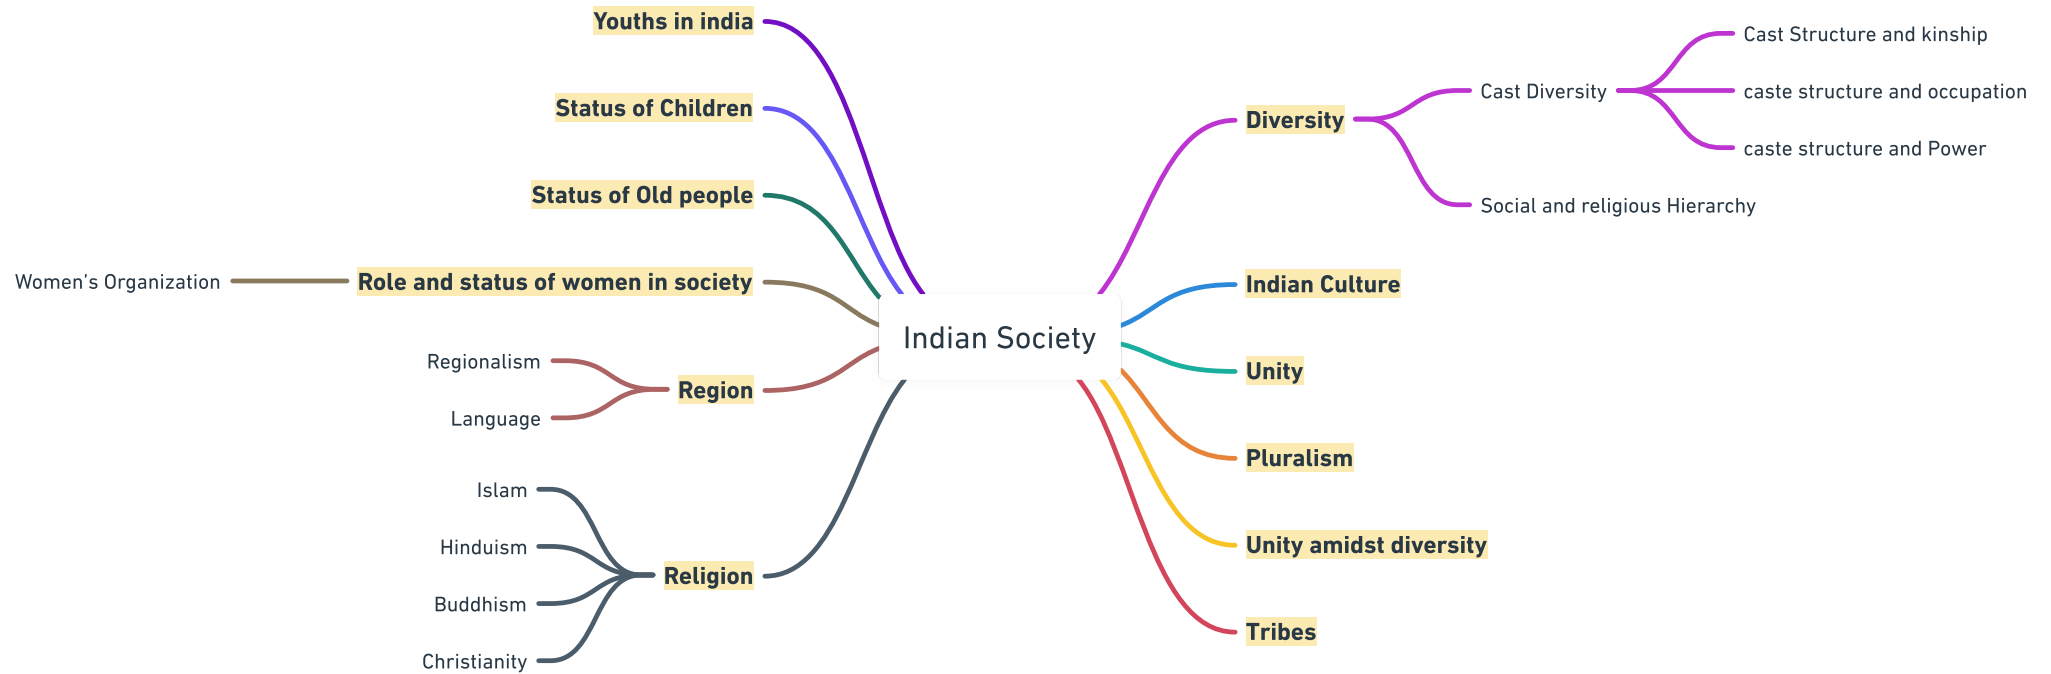 Indian Society
Youths in india
Status of Children
Status of Old people
Role and status of women in society
Women's Organization
Region
Regionalism
Language
Religion
Islam
Hinduism
Buddhism
Christianity
Diversity
Cast Diversity
Cast Structure and kinship
caste structure and occupation
caste structure and Power
Social and religious Hierarchy
Indian Culture
Unity
Pluralism
Unity amidst diversity
Tribes